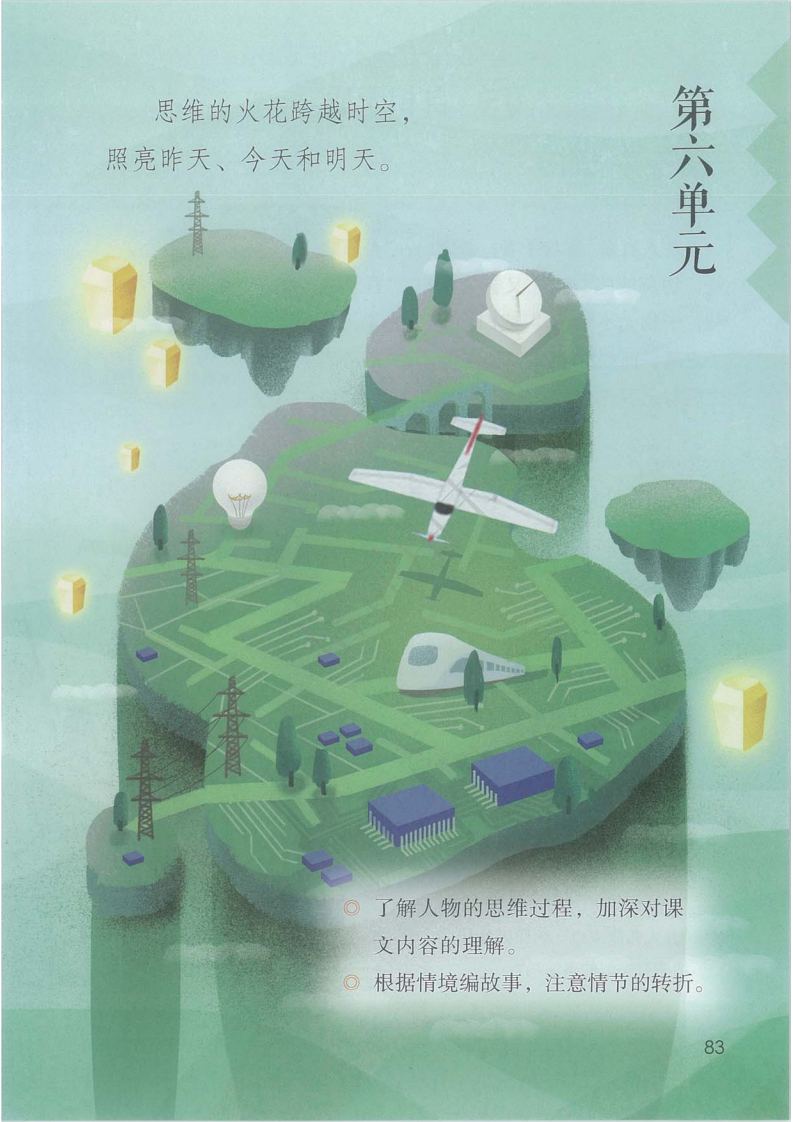 第六单元
思维的火花跨越时空，
照亮昨天、今天和明天。
◎ 了解人物的思维过程，加深对课
文内容的理解。
◎ 根据情境编故事，注意情节的转折。
83